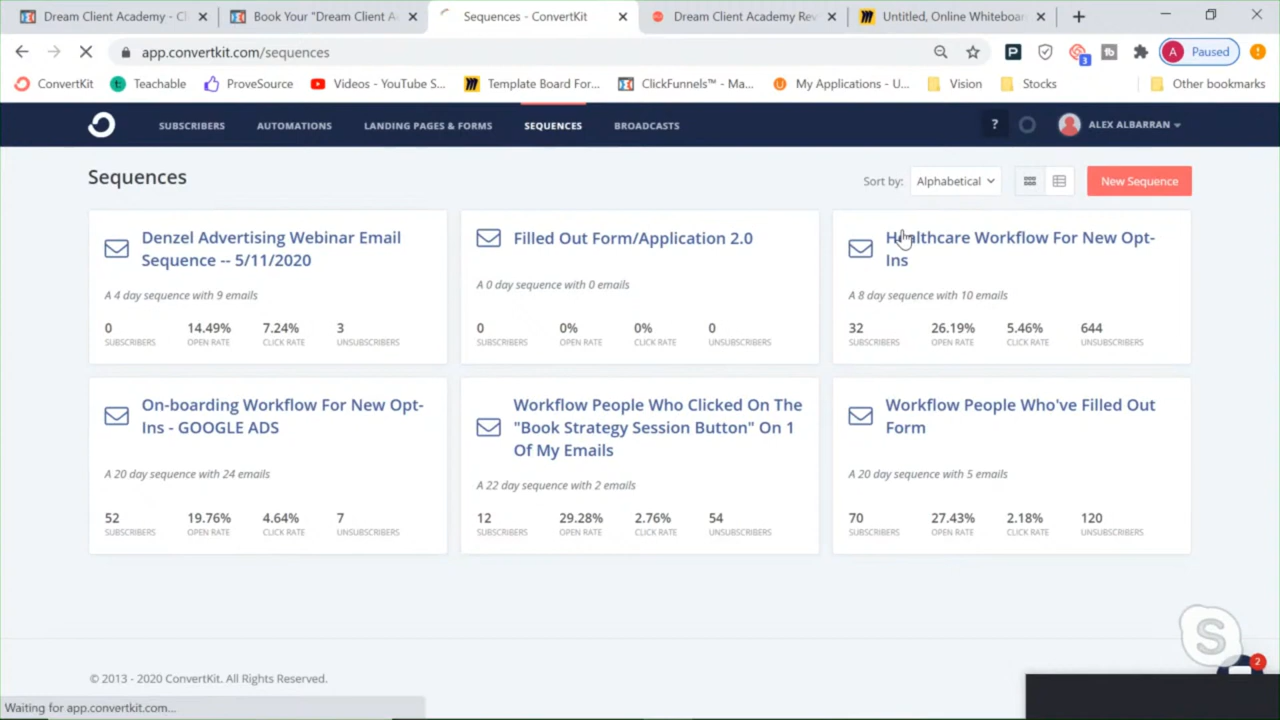 Dream Client Academy - Cl
Book Your "Dream Client A
Sequences - ConvertKit
Dream Client Academy Rev
Untitled, Online Whiteboar
app.convertkit.com/sequences
P
3
tb
A Paused
ConvertKit
t Teachable
ProveSource
Videos - YouTube S...
Template Board For...
ClickFunnels™ - Ma...
My Applications - U...
Vision
Stocks
Other bookmarks
SUBSCRIBERS
AUTOMATIONS
LANDING PAGES & FORMS
SEQUENCES
BROADCASTS
?
ALEX ALBARRAN
Sequences
Sort by:
Alphabetical
New Sequence
Denzel Advertising Webinar Email
Sequence -- 5/11/2020
A 4 day sequence with 9 emails
0 14.49% 7.24% 3
SUBSCRIBERS OPEN RATE CLICK RATE UNSUBSCRIBERS
Filled Out Form/Application 2.0
A 0 day sequence with 0 emails
0 0% 0% 0
SUBSCRIBERS OPEN RATE CLICK RATE UNSUBSCRIBERS
Healthcare Workflow For New Opt-
Ins
A 8 day sequence with 10 emails
32 26.19% 5.46% 644
SUBSCRIBERS OPEN RATE CLICK RATE UNSUBSCRIBERS
On-boarding Workflow For New Opt-
Ins - GOOGLE ADS
A 20 day sequence with 24 emails
52 19.76% 4.64% 7
SUBSCRIBERS OPEN RATE CLICK RATE UNSUBSCRIBERS
Workflow People Who Clicked On The
"Book Strategy Session Button" On 1
Of My Emails
A 22 day sequence with 2 emails
12 29.28% 2.76% 54
SUBSCRIBERS OPEN RATE CLICK RATE UNSUBSCRIBERS
Workflow People Who've Filled Out
Form
A 20 day sequence with 5 emails
70 27.43% 2.18% 120
SUBSCRIBERS OPEN RATE CLICK RATE UNSUBSCRIBERS
S
2
© 2013 - 2020 ConvertKit. All Rights Reserved.
Waiting for app.convertkit.com...